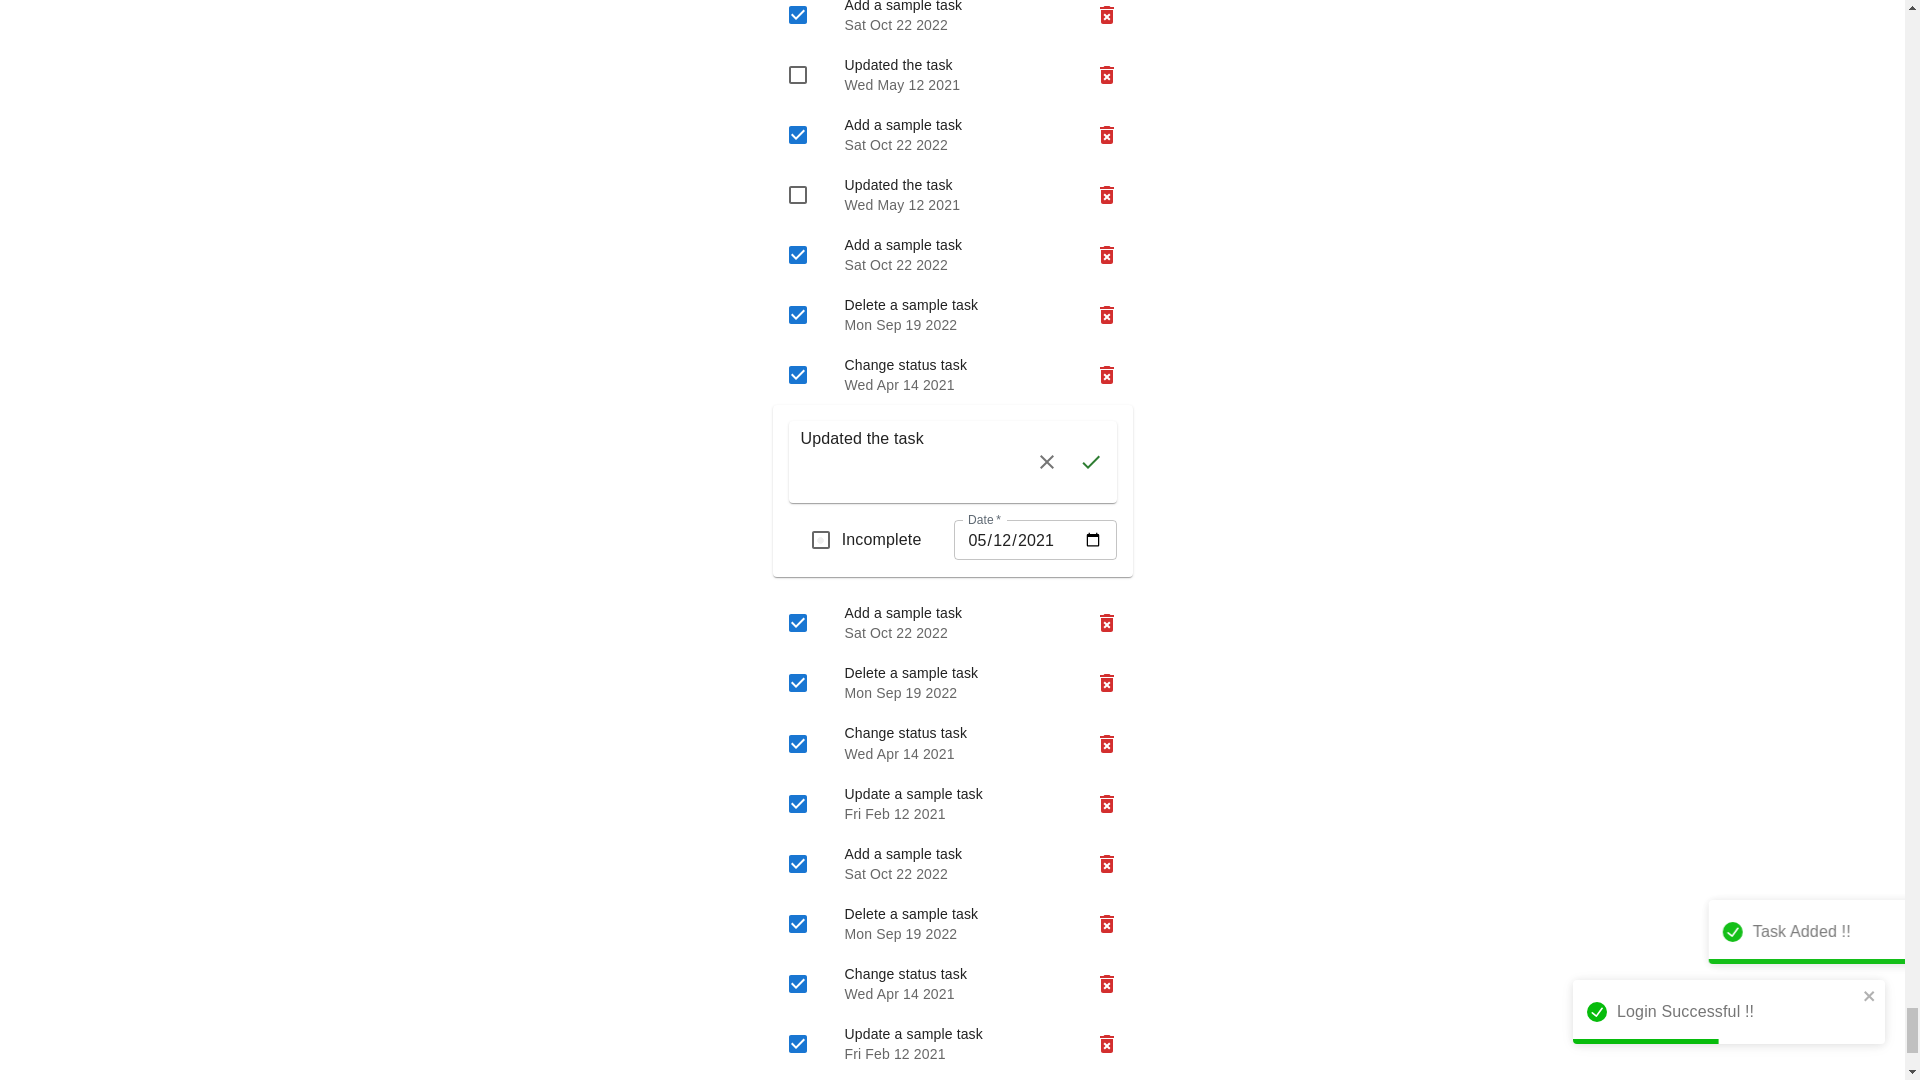 Add a sample task
Sat Oct 22 2022
Updated the task
Wed May 12 2021
Add a sample task
Sat Oct 22 2022
Updated the task
Wed May 12 2021
Add a sample task
Sat Oct 22 2022
Delete a sample task
Mon Sep 19 2022
Change status task
Wed Apr 14 2021
Updated the task
Date *
Incomplete
05/12/2021
Add a sample task
Sat Oct 22 2022
Delete a sample task
Mon Sep 19 2022
Change status task
Wed Apr 14 2021
Update a sample task
Fri Feb 12 2021
Add a sample task
Sat Oct 22 2022
Delete a sample task
Mon Sep 19 2022
Change status task
Wed Apr 14 2021
Update a sample task
Fri Feb 12 2021
Task Added !!
Login Successful !!